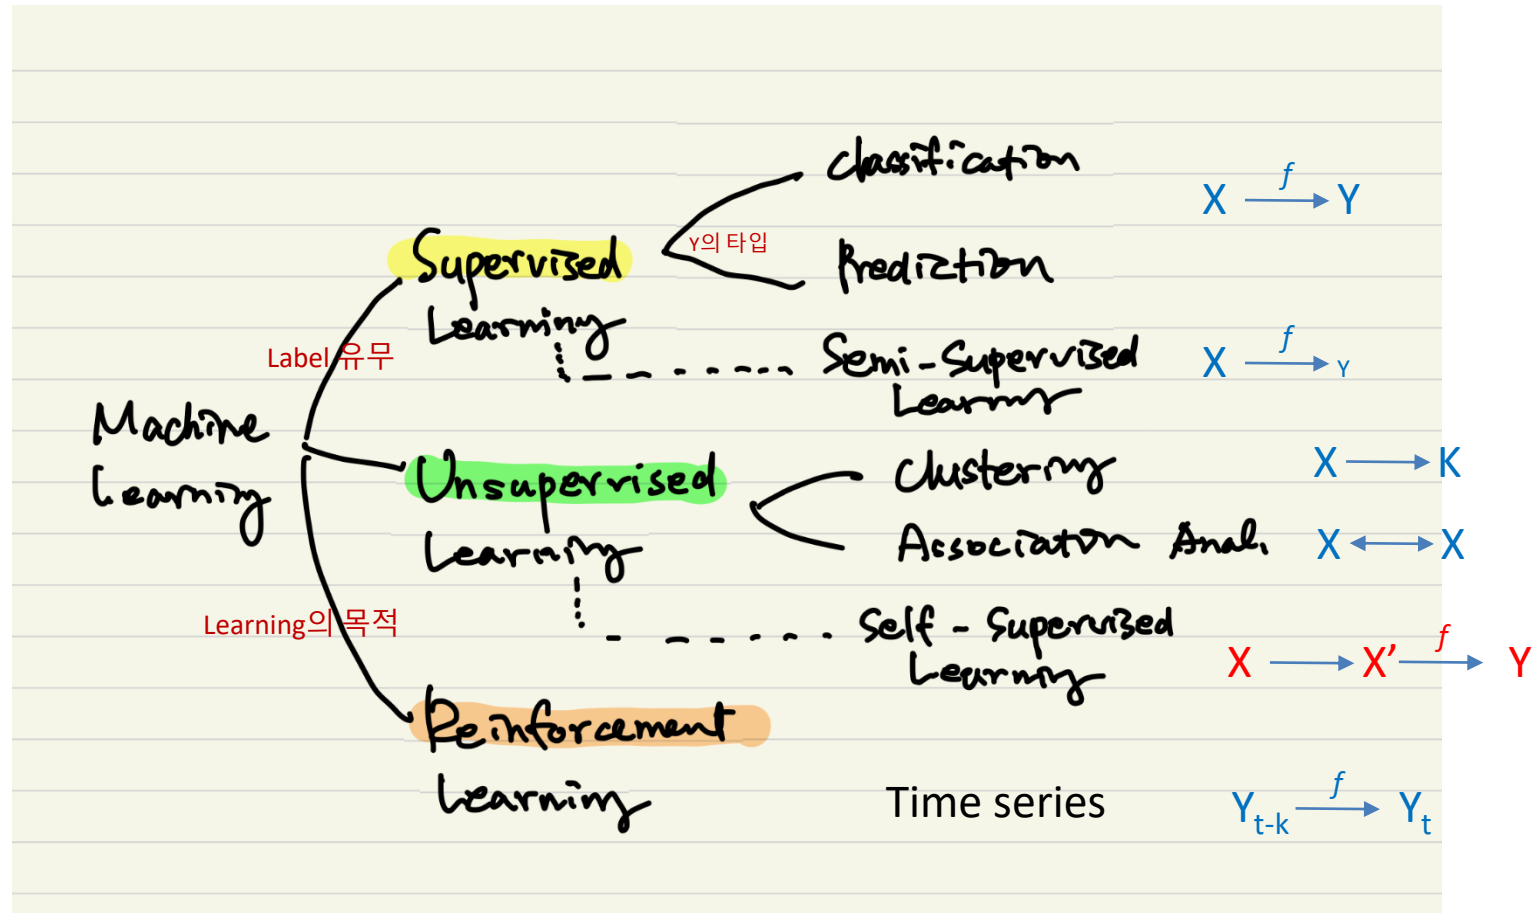 Classification
X f Y
Supervised
Learning
Y의 타입
Prediction
Label 유무
Semi-Supervised
Learning
X f Y
Machine
Learning
Unsupervised
Learning
Clustering
X K
Association Anal.
X X
Learning의 목적
Self-Supervised
Learning
X X' f Y
Reinforcement
Learning
Time series
Yt-k f Yt